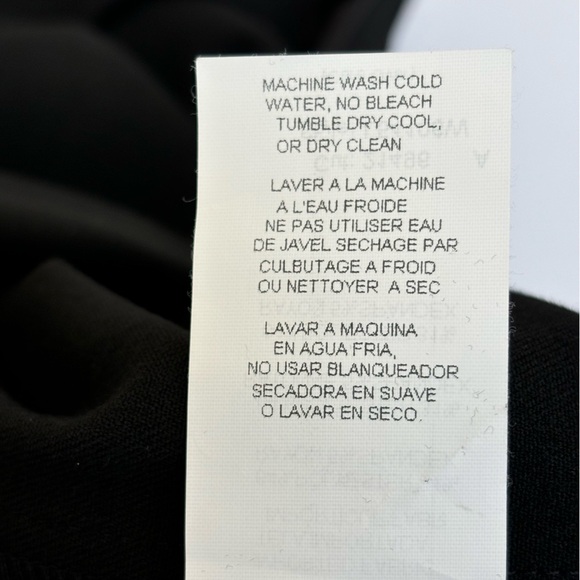 MACHINE WASH COLD
WATER, NO BLEACH
TUMBLE DRY COOL,
OR DRY CLEAN
LAVER A LA MACHINE
A L'EAU FROIDE
NE PAS UTILISER EAU
DE JAVEL SECHAGE PAR
CULBUTAGE A FROID
OU NETTOYER A SEC
LAVAR A MAQUINA
EN AGUA FRIA,
NO USAR BLANQUEADOR
SECADORA EN SUAVE
O LAVAR EN SECO.